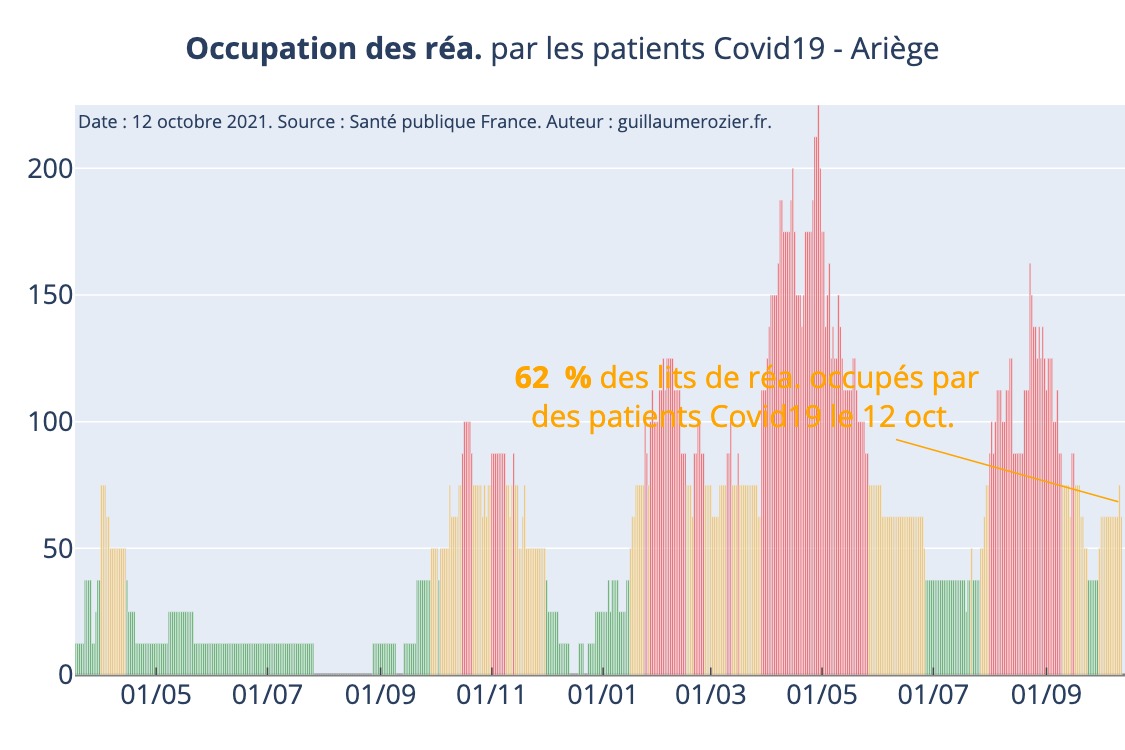 Occupation des réa. par les patients Covid19 - Ariège
Date : 12 octobre 2021. Source : Santé publique France. Auteur : guillaumerozier.fr.
200
150
62 % des lits de réa. occupés par
des patients Covid19 le 12 oct.
100
50
0
01/05 01/07 01/09 01/11 01/01 01/03 01/05 01/07 01/09